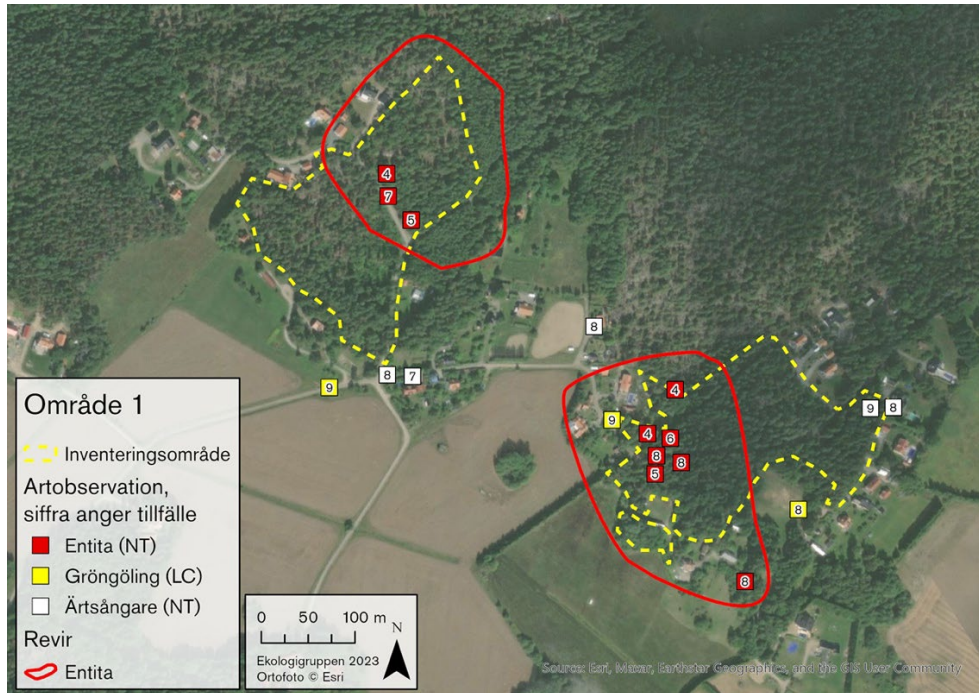 4
7
5
8
8
7
9
4
9
4
6
8
8
5
9
8
8
8
Område 1
Inventeringsområde
Artobservation,
siffra anger tillfälle
Entita (NT)
Gröngöling (LC)
Ärtsångare (NT)
Revir
Entita
0 50 100 m
N
Ekologigruppen 2023
Ortofoto © Esri
Source: Esri, Maxar, Earthstar Geographics, and the GIS User Community